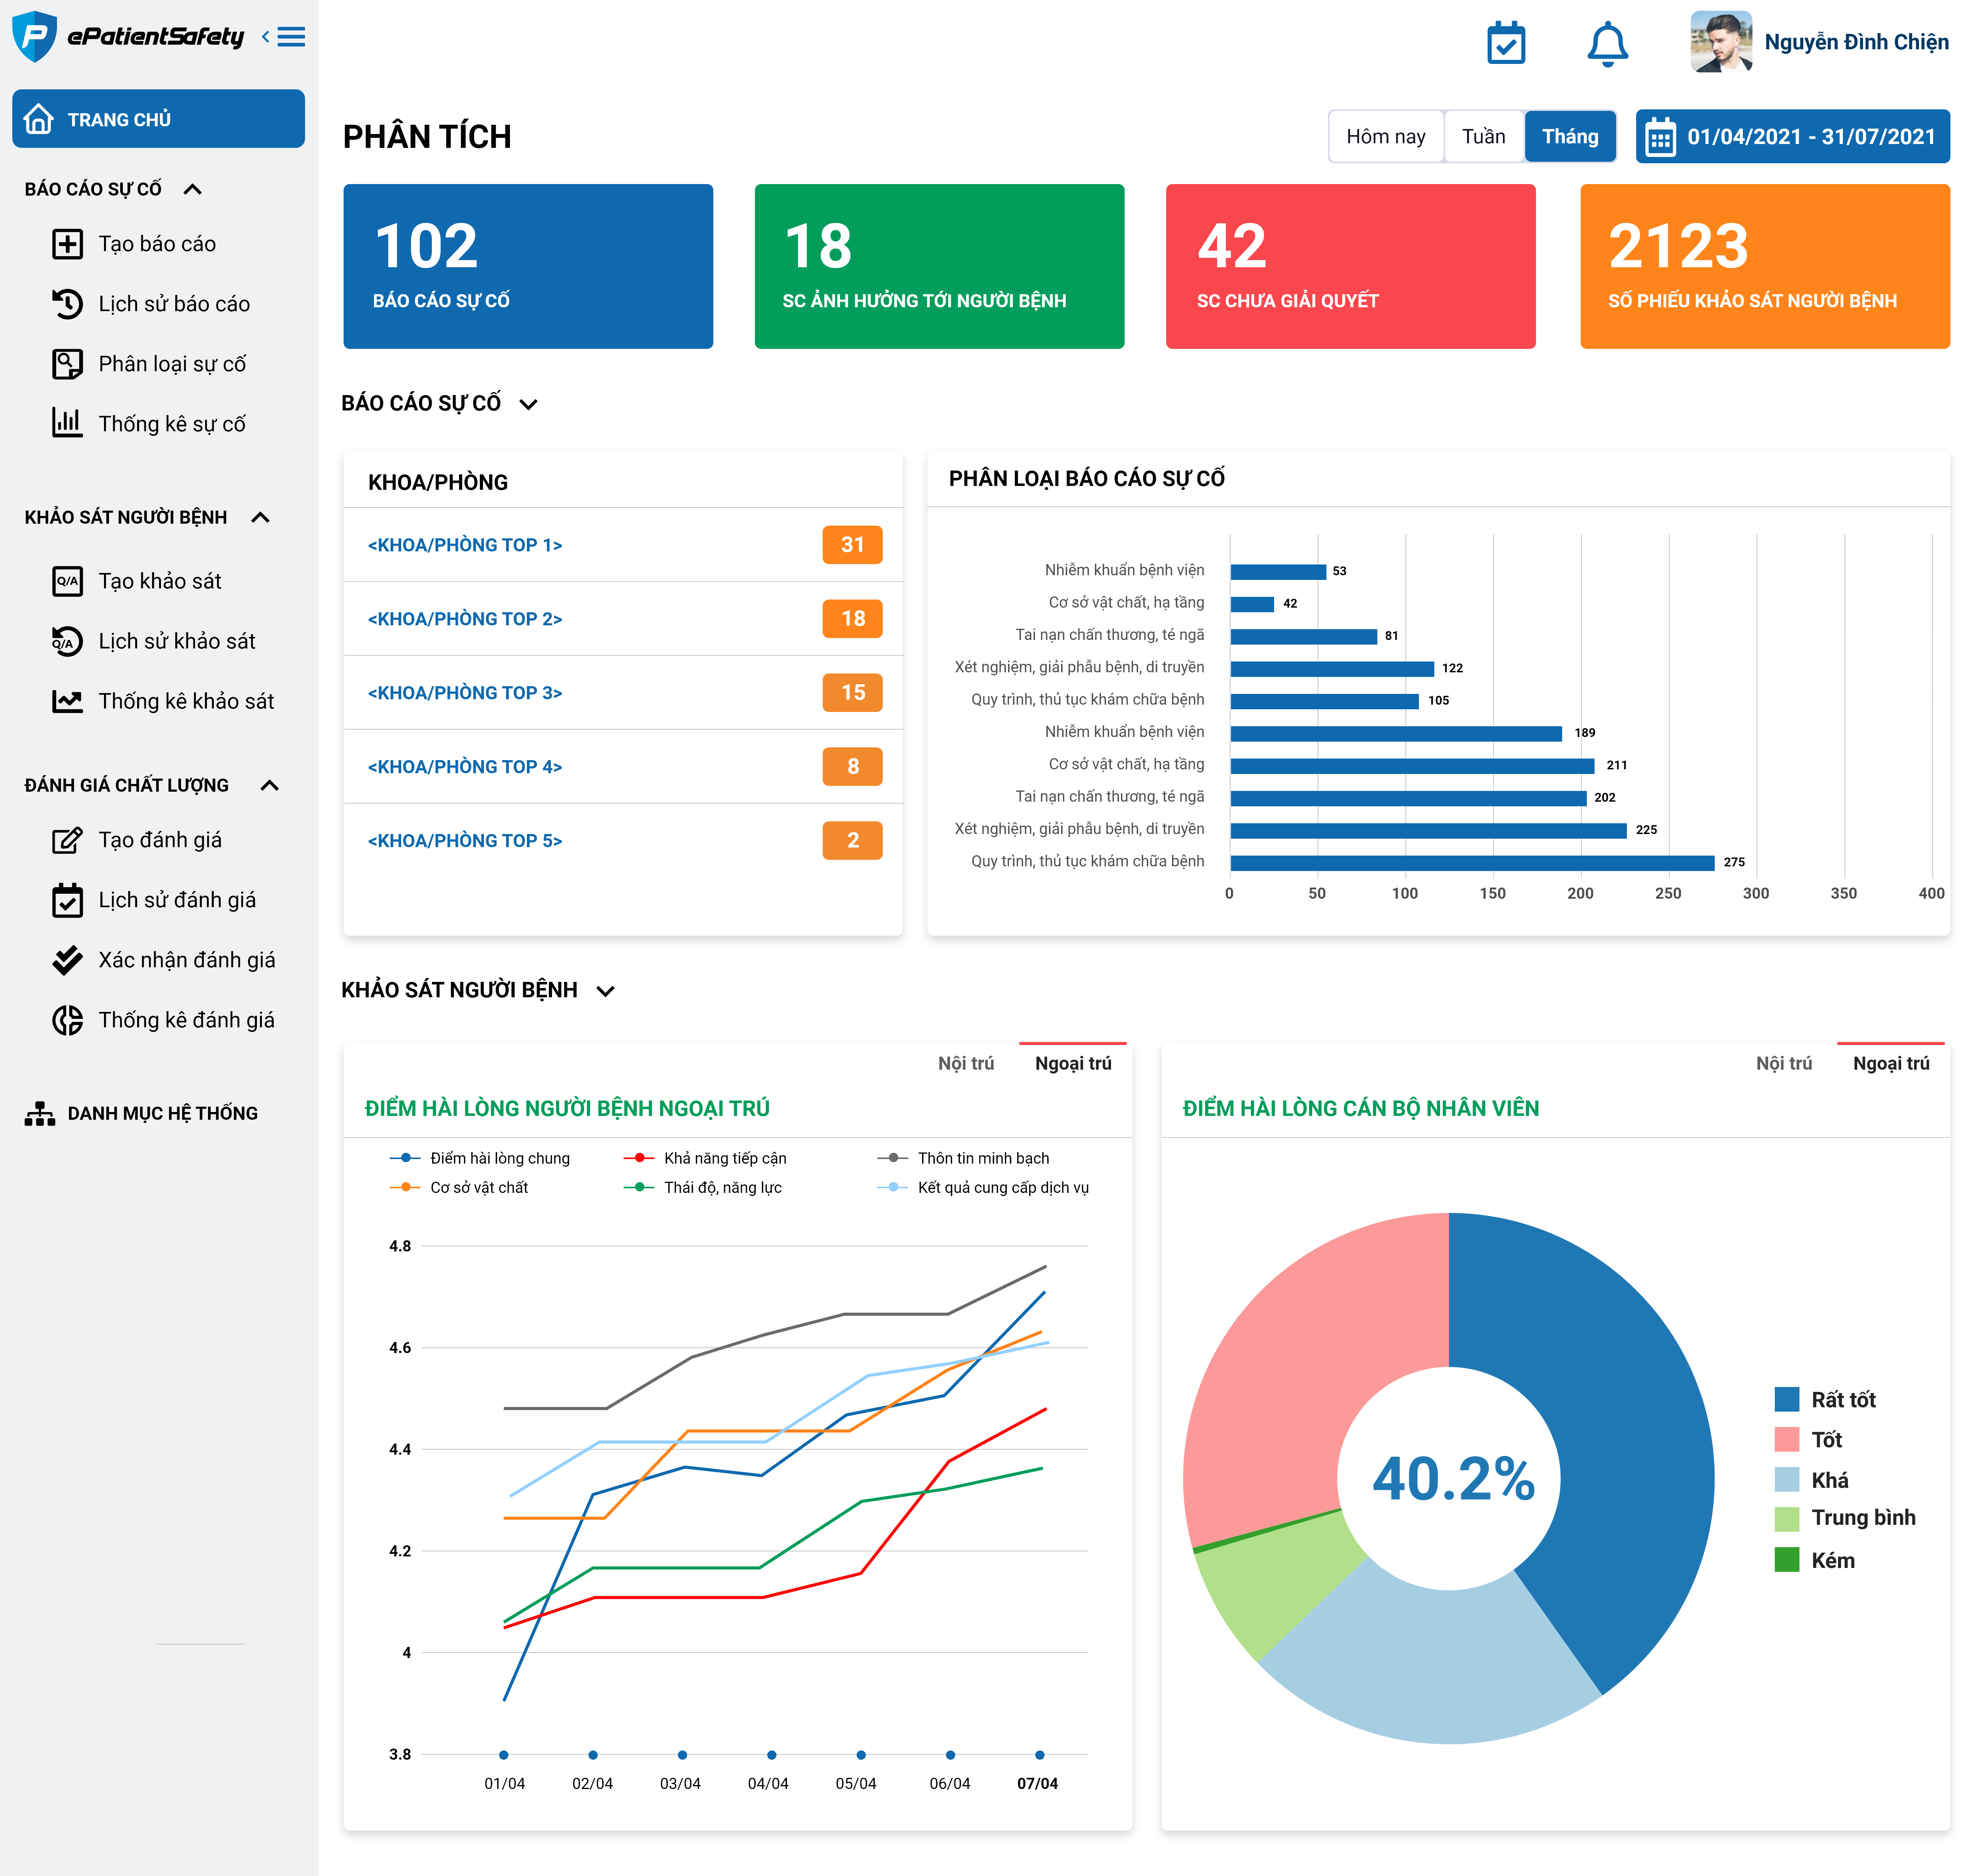 ePatientSafety
Nguyễn Đình Chiện
TRANG CHỦ
BÁO CÁO SỰ CỐ
Tạo báo cáo
Lịch sử báo cáo
Phân loại sự cố
Thống kê sự cố
KHẢO SÁT NGƯỜI BỆNH
Q/A Tạo khảo sát
Q/A Lịch sử khảo sát
Thống kê khảo sát
ĐÁNH GIÁ CHẤT LƯỢNG
Tạo đánh giá
Lịch sử đánh giá
Xác nhận đánh giá
Thống kê đánh giá
DANH MỤC HỆ THỐNG
PHÂN TÍCH
Hôm nay Tuần Tháng 01/04/2021 - 31/07/2021
102
BÁO CÁO SỰ CỐ
18
SC ẢNH HƯỞNG TỚI NGƯỜI BỆNH
42
SC CHƯA GIẢI QUYẾT
2123
SỐ PHIẾU KHẢO SÁT NGƯỜI BỆNH
BÁO CÁO SỰ CỐ
KHOA/PHÒNG
<KHOA/PHÒNG TOP 1> 31
<KHOA/PHÒNG TOP 2> 18
<KHOA/PHÒNG TOP 3> 15
<KHOA/PHÒNG TOP 4> 8
<KHOA/PHÒNG TOP 5> 2
PHÂN LOẠI BÁO CÁO SỰ CỐ
Nhiễm khuẩn bệnh viện 53
Cơ sở vật chất, hạ tầng 42
Tai nạn chấn thương, té ngã 81
Xét nghiệm, giải phẫu bệnh, di truyền 122
Quy trình, thủ tục khám chữa bệnh 105
Nhiễm khuẩn bệnh viện 189
Cơ sở vật chất, hạ tầng 211
Tai nạn chấn thương, té ngã 202
Xét nghiệm, giải phẫu bệnh, di truyền 225
Quy trình, thủ tục khám chữa bệnh 275
0 50 100 150 200 250 300 350 400
KHẢO SÁT NGƯỜI BỆNH
Nội trú Ngoại trú
ĐIỂM HÀI LÒNG NGƯỜI BỆNH NGOẠI TRÚ
Điểm hài lòng chung Khả năng tiếp cận Thôn tin minh bạch
Cơ sở vật chất Thái độ, năng lực Kết quả cung cấp dịch vụ
4.8
4.6
4.4
4.2
4
3.8
01/04 02/04 03/04 04/04 05/04 06/04 07/04
Nội trú Ngoại trú
ĐIỂM HÀI LÒNG CÁN BỘ NHÂN VIÊN
40.2%
Rất tốt
Tốt
Khá
Trung bình
Kém